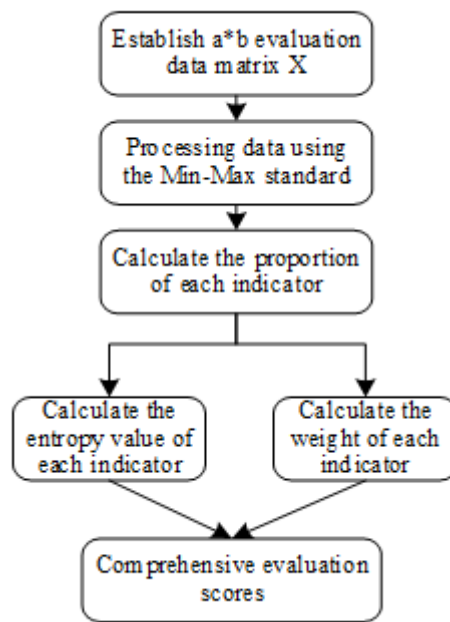 Establish a*b evaluation
data matrix X
Processing data using
the Min-Max standard
Calculate the proportion
of each indicator
Calculate the
entropy value of
each indicator
Calculate the
weight of each
indicator
Comprehensive evaluation
scores